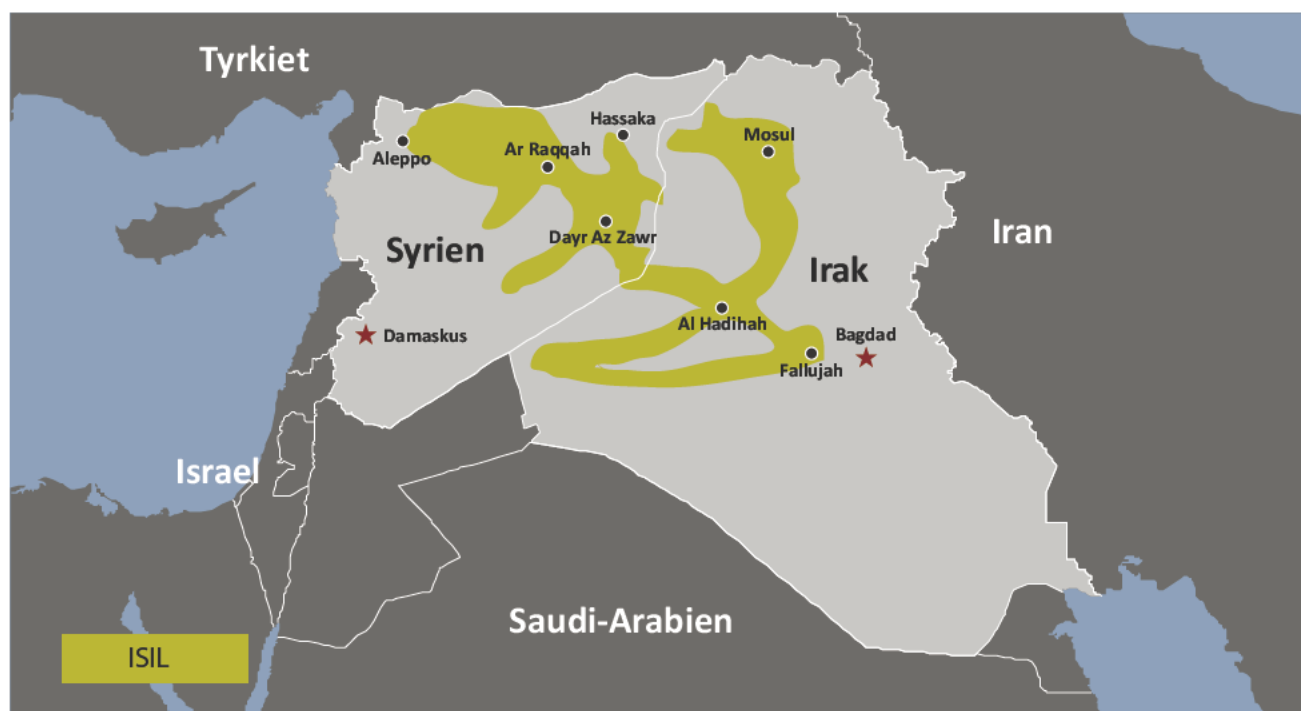 Tyrkiet
Hassaka
Mosul
Ar Raqqah
Aleppo
Iran
Dayr Az Zawr
Syrien
Irak
Al Hadihah
Damaskus
Bagdad
Fallujah
Israel
Saudi-Arabien
ISIL